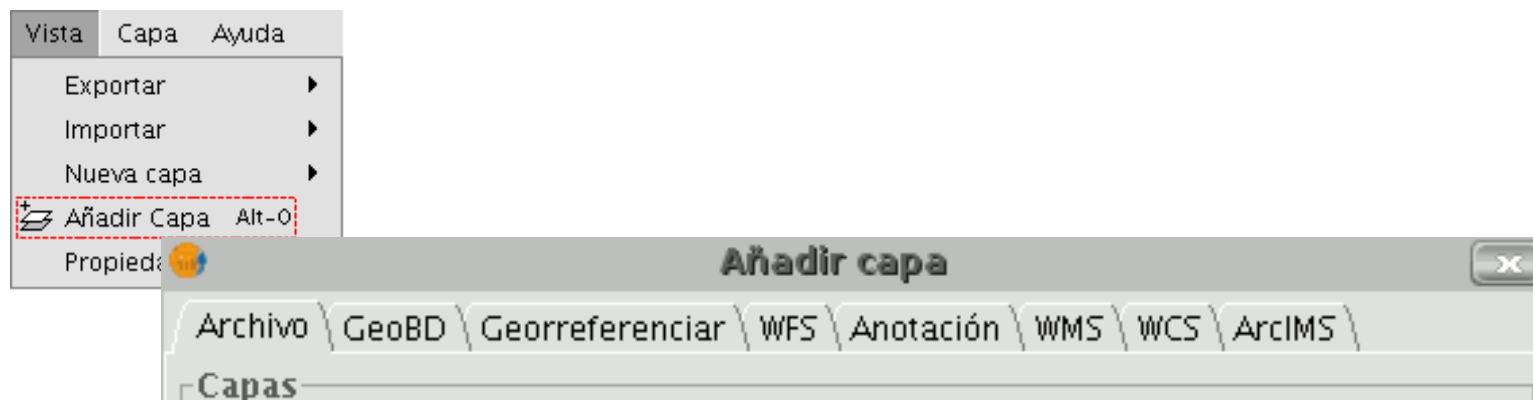 Vista Capa Ayuda
Exportar
Importar
Nueva capa
Añadir Capa Alt-O
Añadir capa
Archivo GeoBD Georreferenciar WFS Anotación WMS WCS ArcIMS
Capas